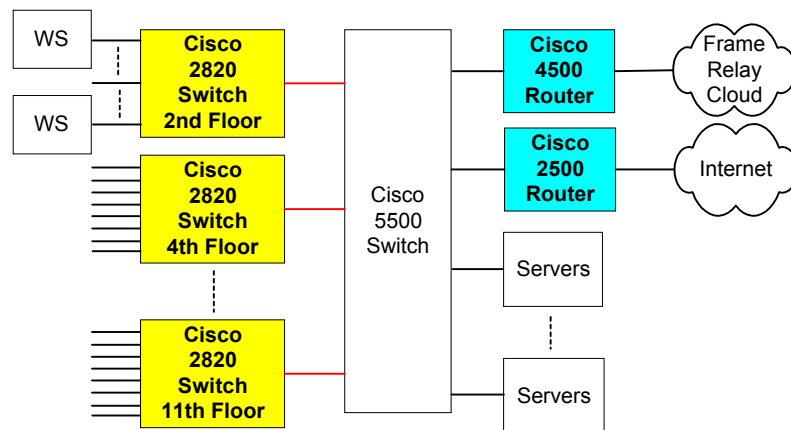 WS
Cisco
2820
Switch
2nd Floor
WS
Cisco
2820
Switch
4th Floor
Cisco
2820
Switch
11th Floor
Cisco
5500
Switch
Cisco
4500
Router
Frame
Relay
Cloud
Cisco
2500
Router
Internet
Servers
Servers